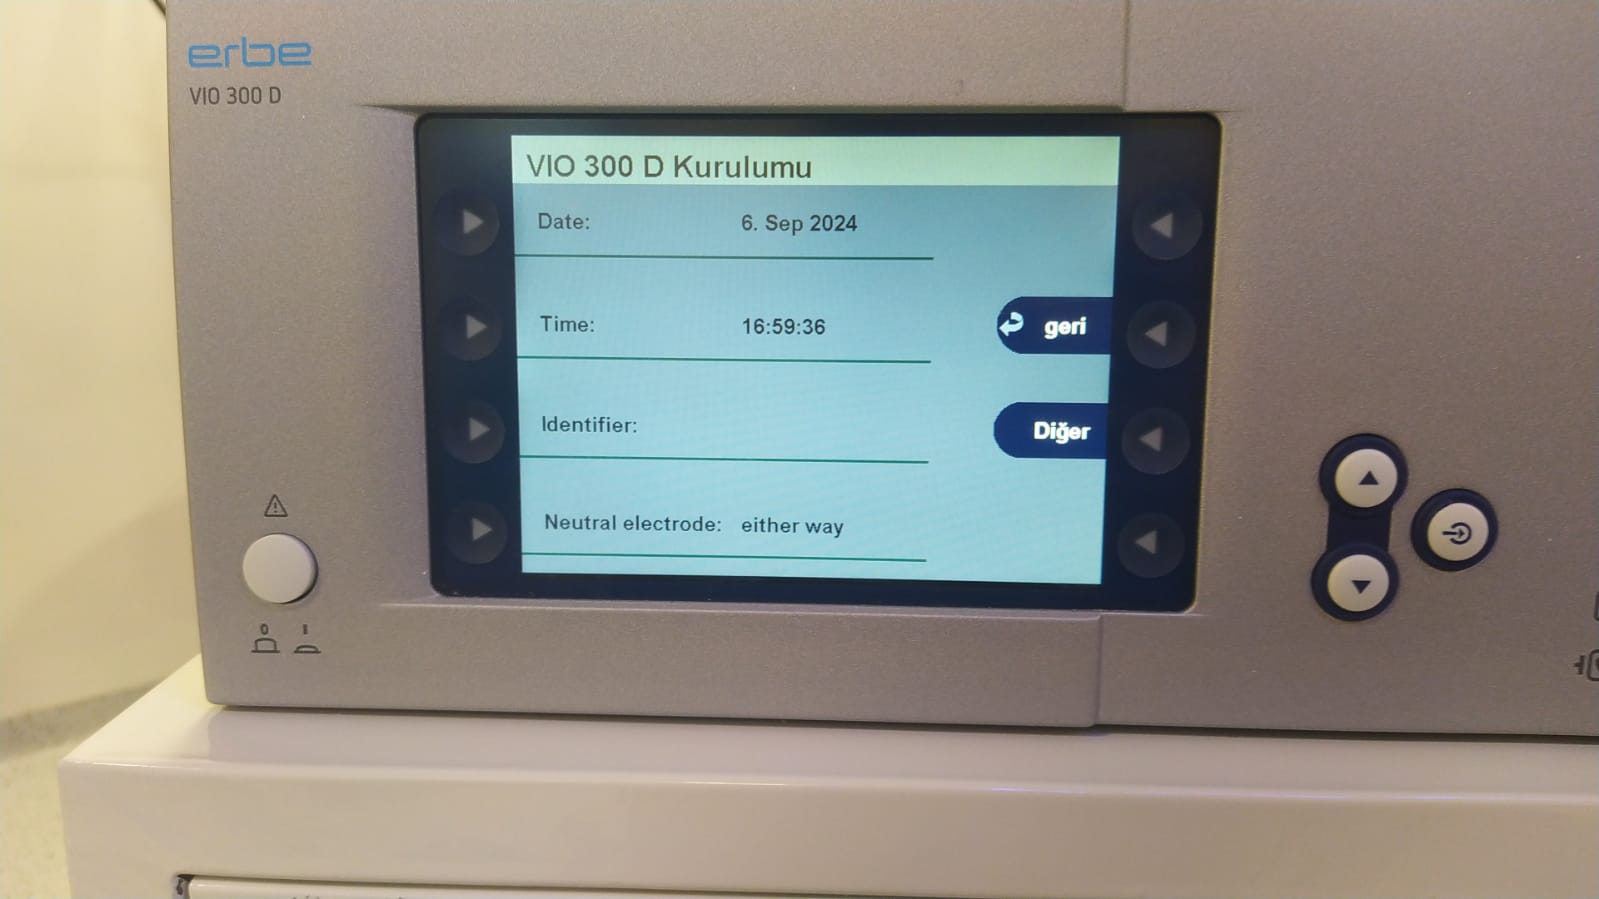 erbe
VIO 300 D
VIO 300 D Kurulumu
Date: 6. Sep 2024
Time: 16:59:36
geri
Identifier:
Diğer
Neutral electrode: either way
0 I